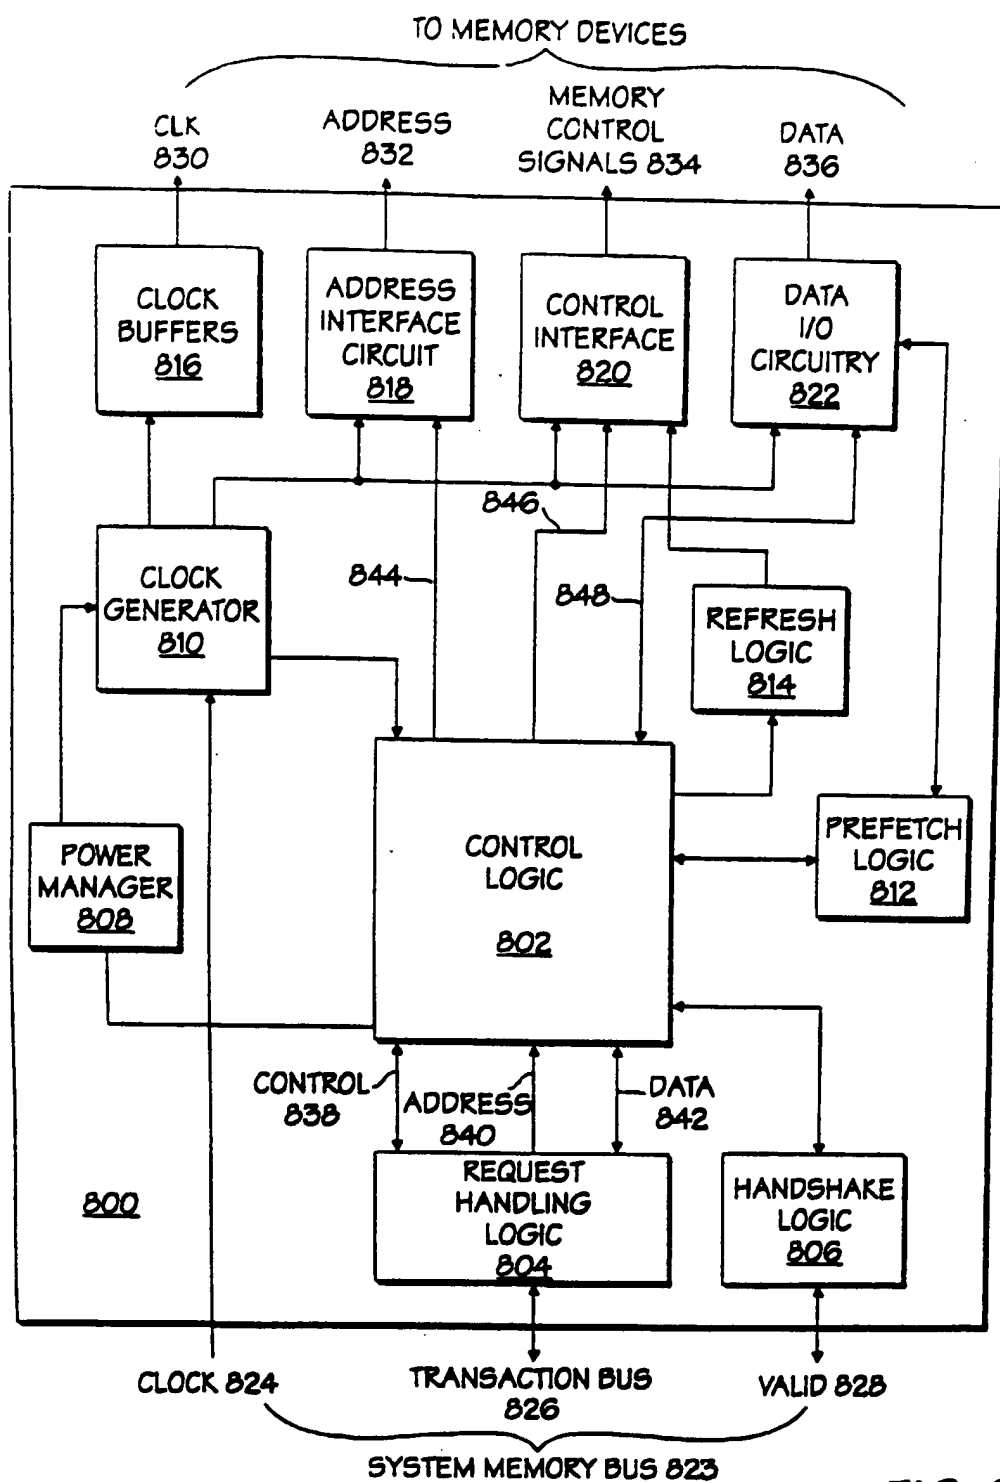 TO MEMORY DEVICES
CLK
830
ADDRESS
832
MEMORY
CONTROL
SIGNALS 834
DATA
836
CLOCK
BUFFERS
816
ADDRESS
INTERFACE
CIRCUIT
818
CONTROL
INTERFACE
820
DATA
I/O
CIRCUITRY
822
846
844
848
CLOCK
GENERATOR
810
REFRESH
LOGIC
814
POWER
MANAGER
808
CONTROL
LOGIC
802
PREFETCH
LOGIC
812
CONTROL
838
ADDRESS
840
DATA
842
800
REQUEST
HANDLING
LOGIC
804
HANDSHAKE
LOGIC
806
CLOCK 824
TRANSACTION BUS
826
VALID 828
SYSTEM MEMORY BUS 823